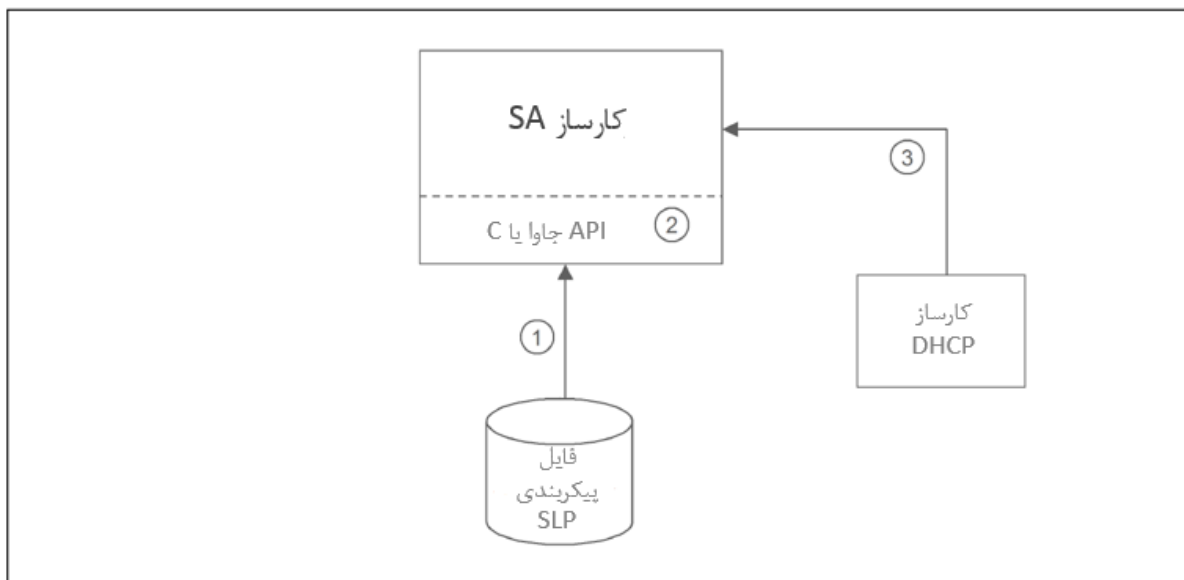 کارساز SA
API جاوا یا C
②
③
کارساز
DHCP
①
فایل
پیکربندی
SLP